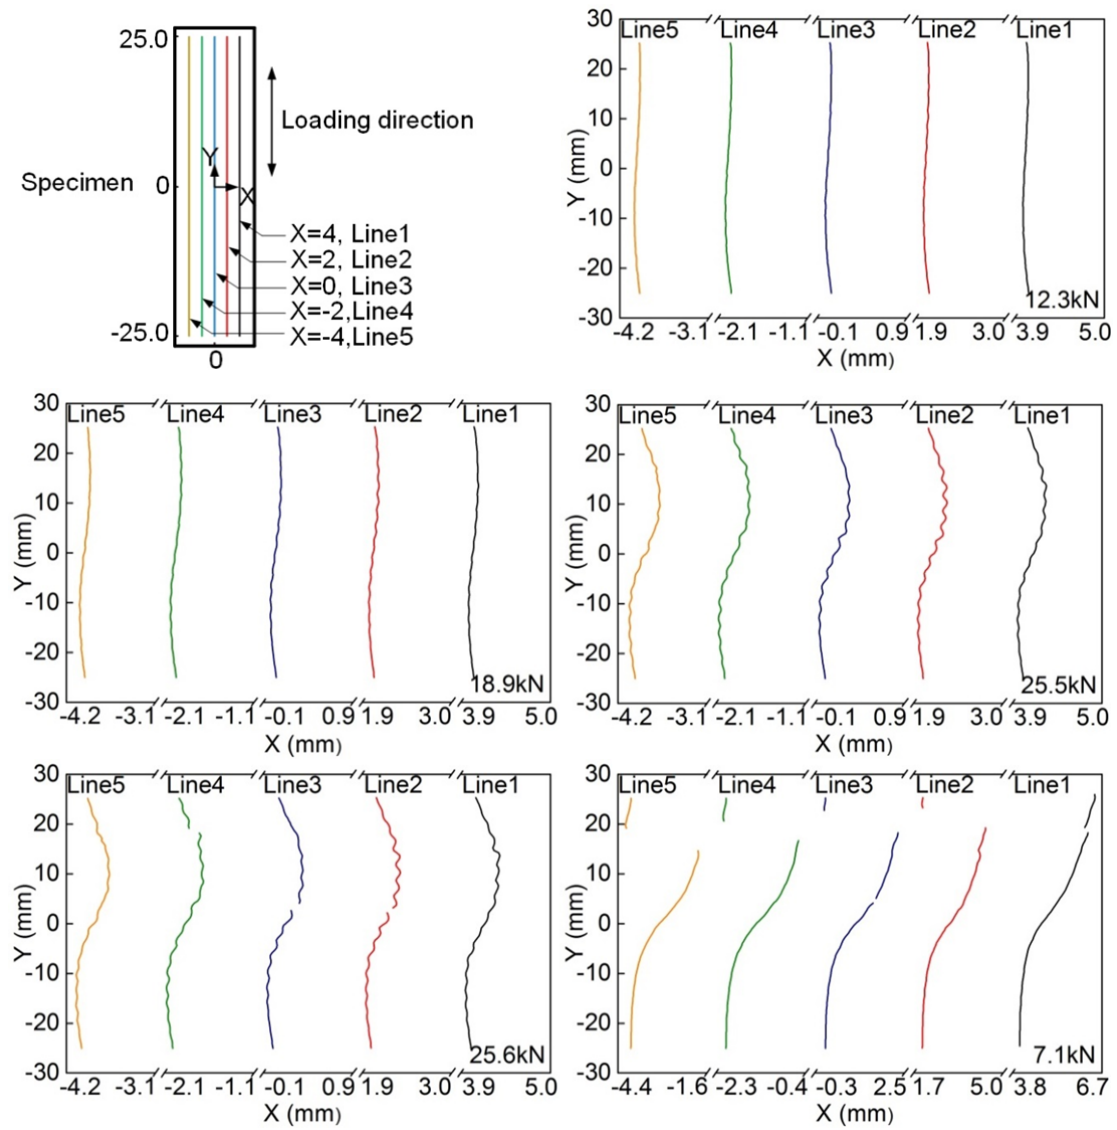 25.0
Y
Loading direction
Specimen 0
X
X=4, Line1
X=2, Line2
X=0, Line3
X=-2,Line4
-25.0 X=-4,Line5
0
30 Line5 Line4 Line3 Line2 Line1
20
10
Y (mm) 0
-10
-20
12.3kN
-30
-4.2 -3.1 -2.1 -1.1 -0.1 0.9 1.9 3.0 3.9 5.0
X (mm)
30 Line5 Line4 Line3 Line2 Line1
20
10
Y (mm) 0
-10
-20
18.9kN
-30
-4.2 -3.1 -2.1 -1.1 -0.1 0.9 1.9 3.0 3.9 5.0
X (mm)
30 Line5 Line4 Line3 Line2 Line1
20
10
Y (mm) 0
-10
-20
25.5kN
-30
-4.2 -3.1 -2.1 -1.1 -0.1 0.9 1.9 3.0 3.9 5.0
X (mm)
30 Line5 Line4 Line3 Line2 Line1
20
10
Y (mm) 0
-10
-20
25.6kN
-30
-4.2 -3.1 -2.1 -1.1 -0.1 0.9 1.9 3.0 3.9 5.0
X (mm)
30 Line5 Line4 Line3 Line2 Line1
20
10
Y (mm) 0
-10
-20
7.1kN
-30
-4.4 -1.6 -2.3 -0.4 -0.3 2.5 1.7 5.0 3.8 6.7
X (mm)